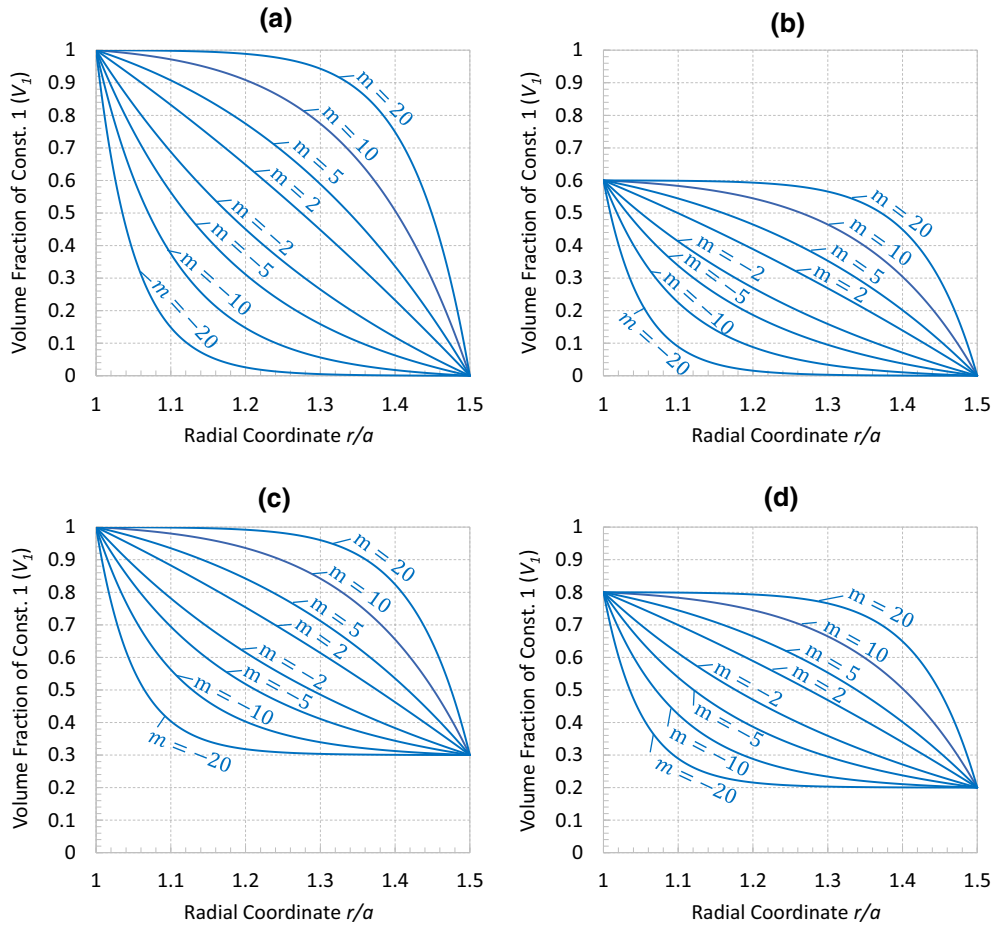 (a)
Volume Fraction of Const. 1 (V₁)
1
0.9
0.8
0.7
0.6
0.5
0.4
0.3
0.2
0.1
0
m = 20
m = 10
m = 5
m = 2
m = −2
m = −5
m = −10
m = −20
1 1.1 1.2 1.3 1.4 1.5
Radial Coordinate r/a
(b)
Volume Fraction of Const. 1 (V₁)
1
0.9
0.8
0.7
0.6
0.5
0.4
0.3
0.2
0.1
0
m = 20
m = 10
m = 5
m = 2
m = −2
m = −5
m = −10
m = −20
1 1.1 1.2 1.3 1.4 1.5
Radial Coordinate r/a
(c)
Volume Fraction of Const. 1 (V₁)
1
0.9
0.8
0.7
0.6
0.5
0.4
0.3
0.2
0.1
0
m = 20
m = 10
m = 5
m = 2
m = −2
m = −5
m = −10
m = −20
1 1.1 1.2 1.3 1.4 1.5
Radial Coordinate r/a
(d)
Volume Fraction of Const. 1 (V₁)
1
0.9
0.8
0.7
0.6
0.5
0.4
0.3
0.2
0.1
0
m = 20
m = 10
m = 5
m = 2
m = −2
m = −5
m = −10
m = −20
1 1.1 1.2 1.3 1.4 1.5
Radial Coordinate r/a